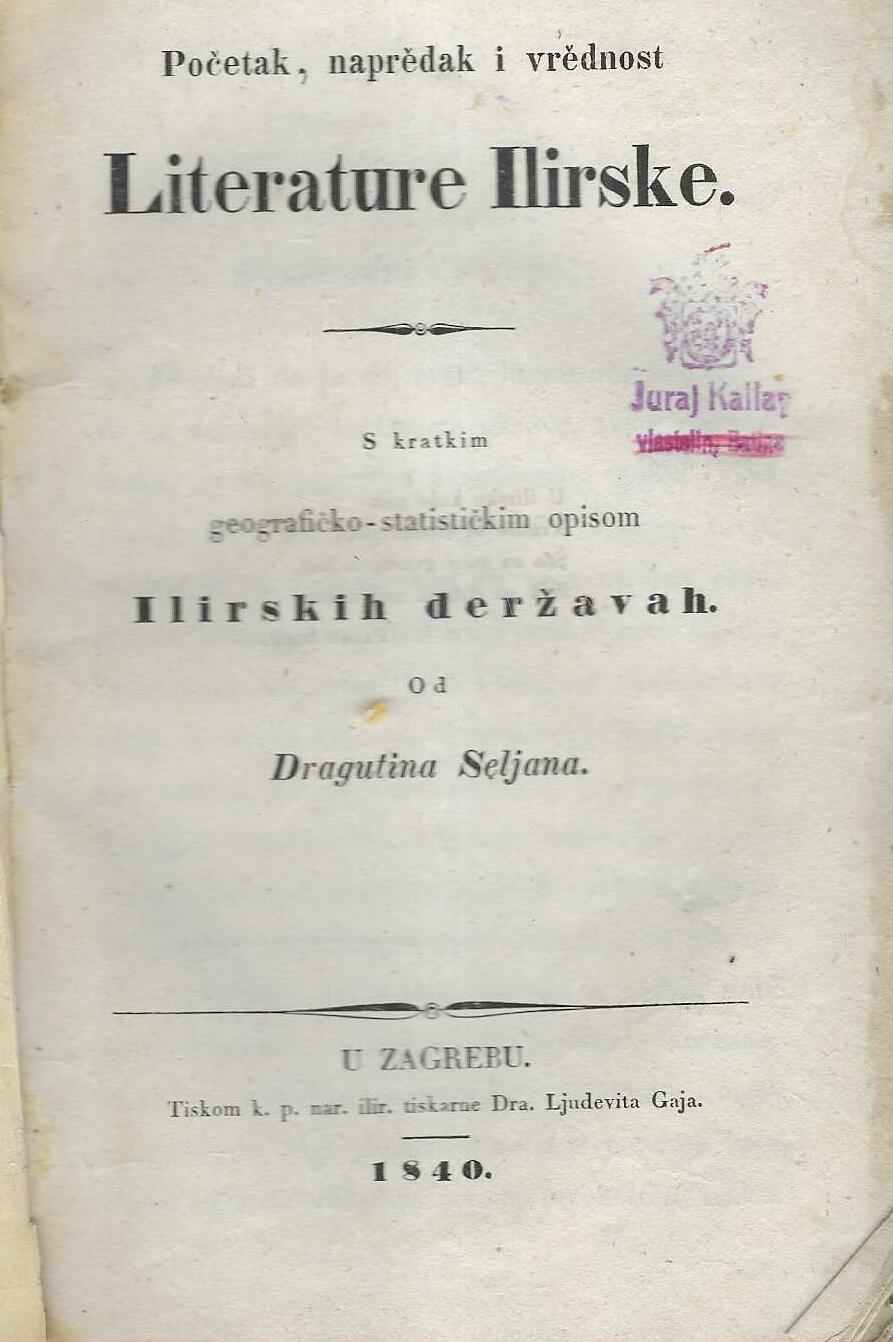 Početak, naprědak i vrědnost
Literature Ilirske.
Juraj Kallay
S kratkim
geografičko-statističkim opisom
Ilirskih deržavah.
Od
Dragutina Seljana.
U ZAGREBU.
Tiskom k. p. nar. ilir. tiskarne Dra. Ljudevita Gaja.
1840.